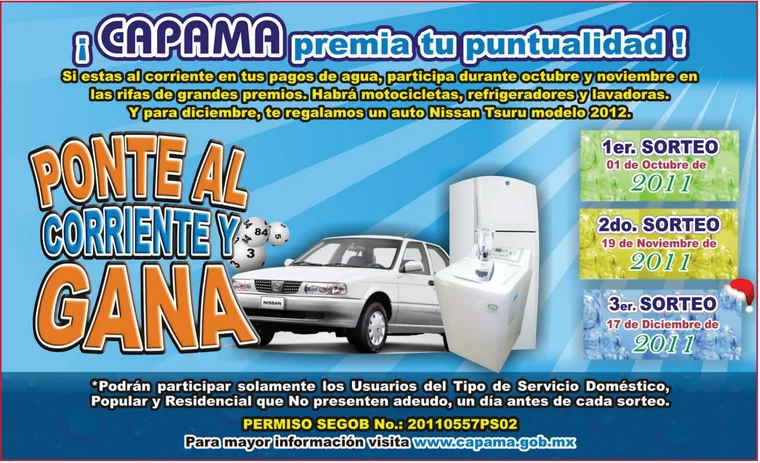 ¡ CAPAMA premia tu puntualidad !
Si estas al corriente en tus pagos de agua, participa durante octubre y noviembre en
las rifas de grandes premios. Habrá motocicletas, refrigeradores y lavadoras.
Y para diciembre, te regalamos un auto Nissan Tsuru modelo 2012.
PONTE AL
CORRIENTE Y
GANA
84
5
3
NISSAN
1er. SORTEO
01 de Octubre de
2011
2do. SORTEO
19 de Noviembre de
2011
3er. SORTEO
17 de Diciembre de
2011
*Podrán participar solamente los Usuarios del Tipo de Servicio Doméstico,
Popular y Residencial que No presenten adeudo, un día antes de cada sorteo.
PERMISO SEGOB No.: 20110557PS02
Para mayor información visita www.capama.gob.mx